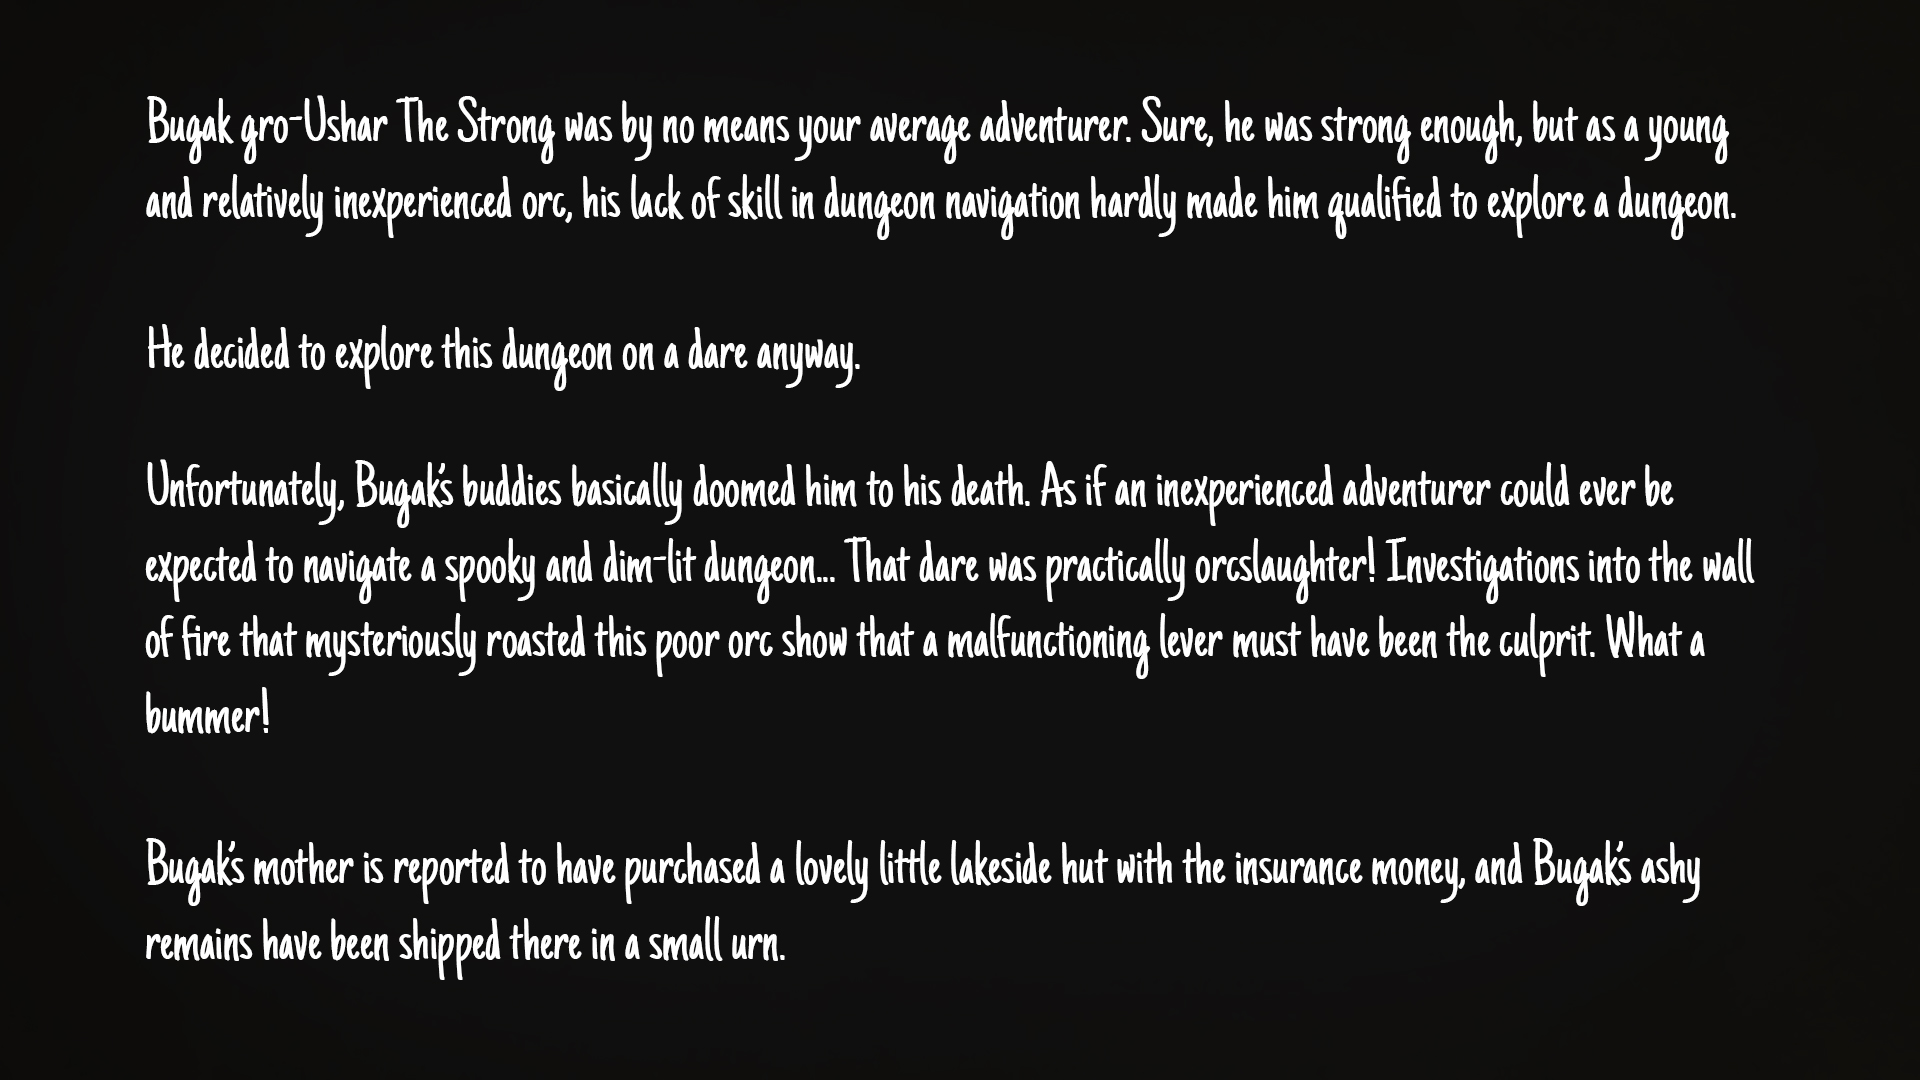 Bugak gro-Ushar The Strong was by no means your average adventurer. Sure, he was strong enough, but as a young
and relatively inexperienced orc, his lack of skill in dungeon navigation hardly made him qualified to explore a dungeon.
He decided to explore this dungeon on a dare anyway.
Unfortunately, Bugak's buddies basically doomed him to his death. As if an inexperienced adventurer could ever be
expected to navigate a spooky and dim-lit dungeon... That dare was practically orcslaughter! Investigations into the wall
of fire that mysteriously roasted this poor orc show that a malfunctioning lever must have been the culprit. What a
bummer!
Bugak's mother is reported to have purchased a lovely little lakeside hut with the insurance money, and Bugak's ashy
remains have been shipped there in a small urn.